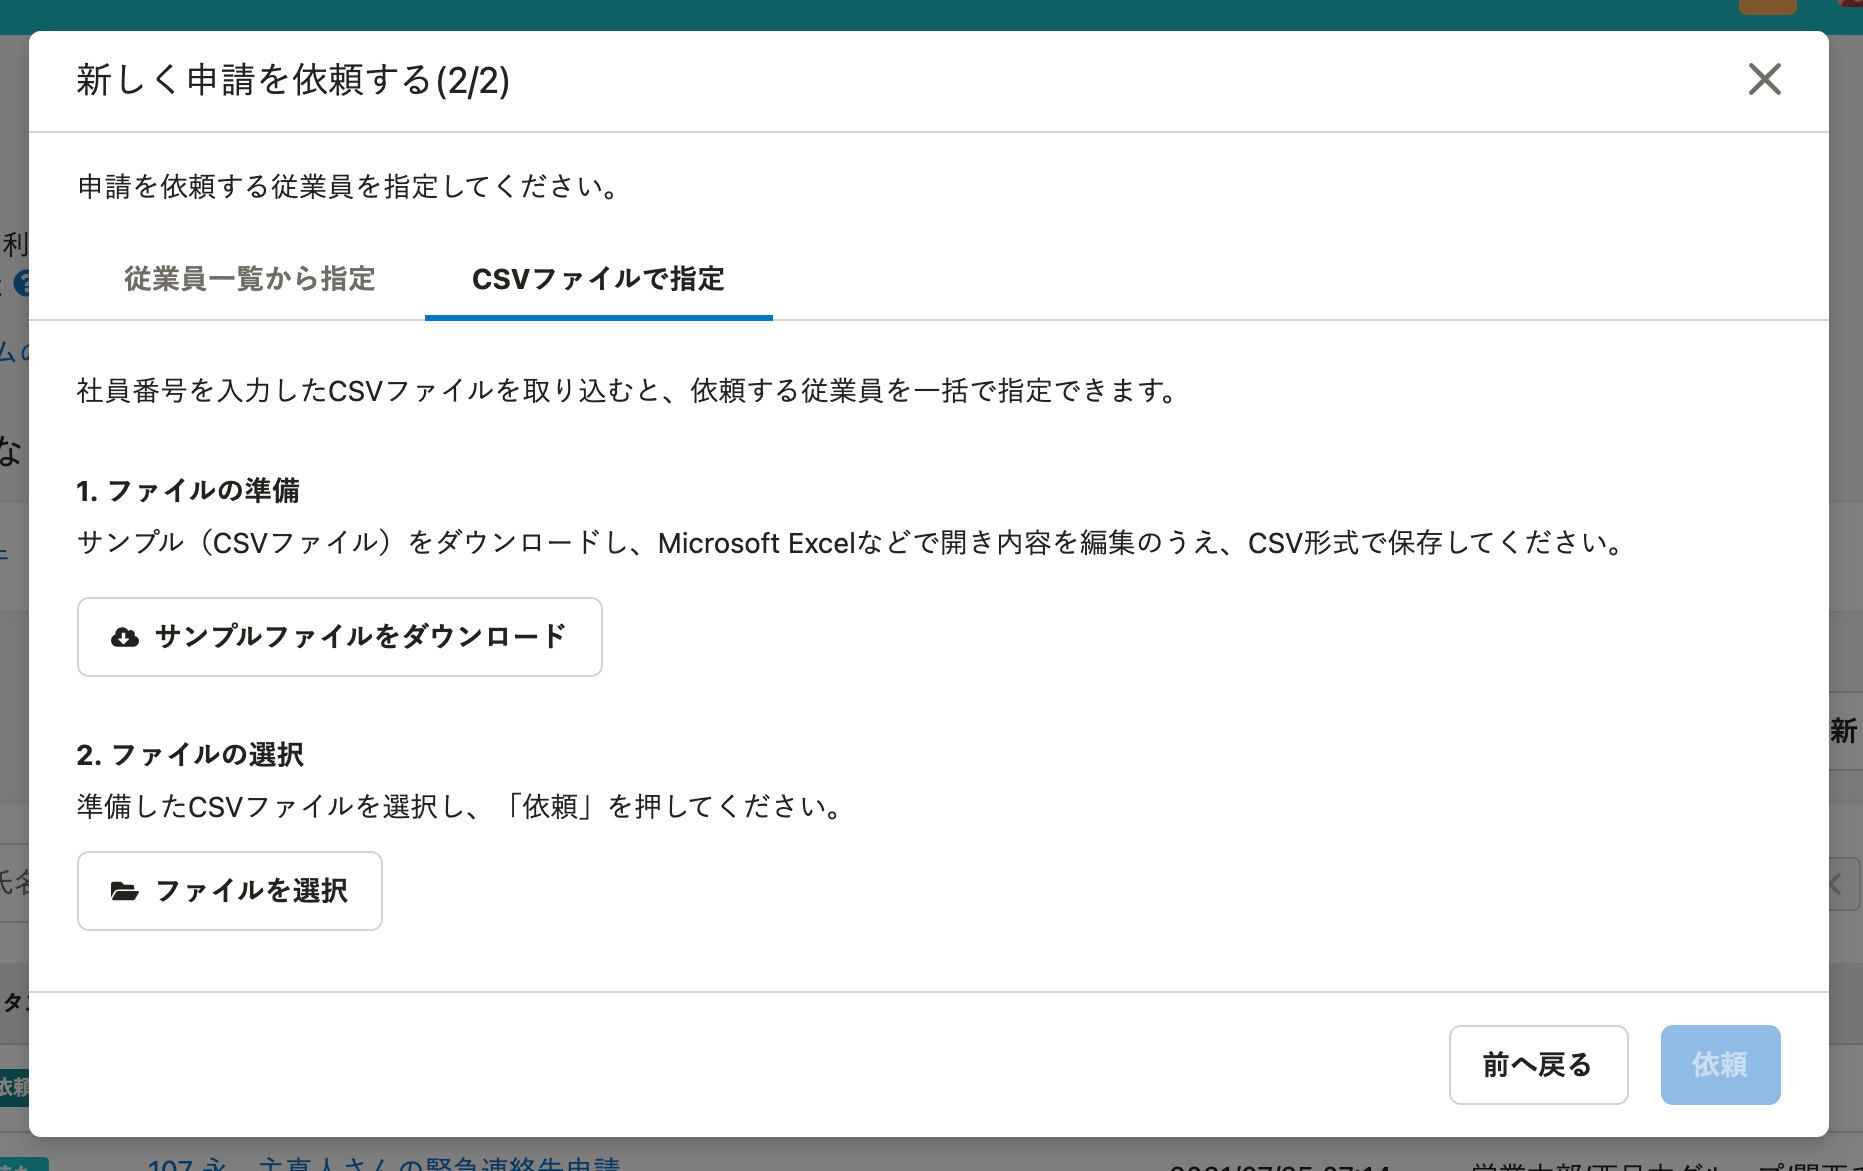 新しく申請を依頼する(2/2)
申請を依頼する従業員を指定してください。
従業員一覧から指定
CSVファイルで指定
社員番号を入力したCSVファイルを取り込むと、依頼する従業員を一括で指定できます。
1. ファイルの準備
サンプル（CSVファイル）をダウンロードし、Microsoft Excelなどで開き内容を編集のうえ、CSV形式で保存してください。
サンプルファイルをダウンロード
2. ファイルの選択
準備したCSVファイルを選択し、「依頼」を押してください。
ファイルを選択
前へ戻る
依頼
利
ムの
な
新
氏名
タス
依頼